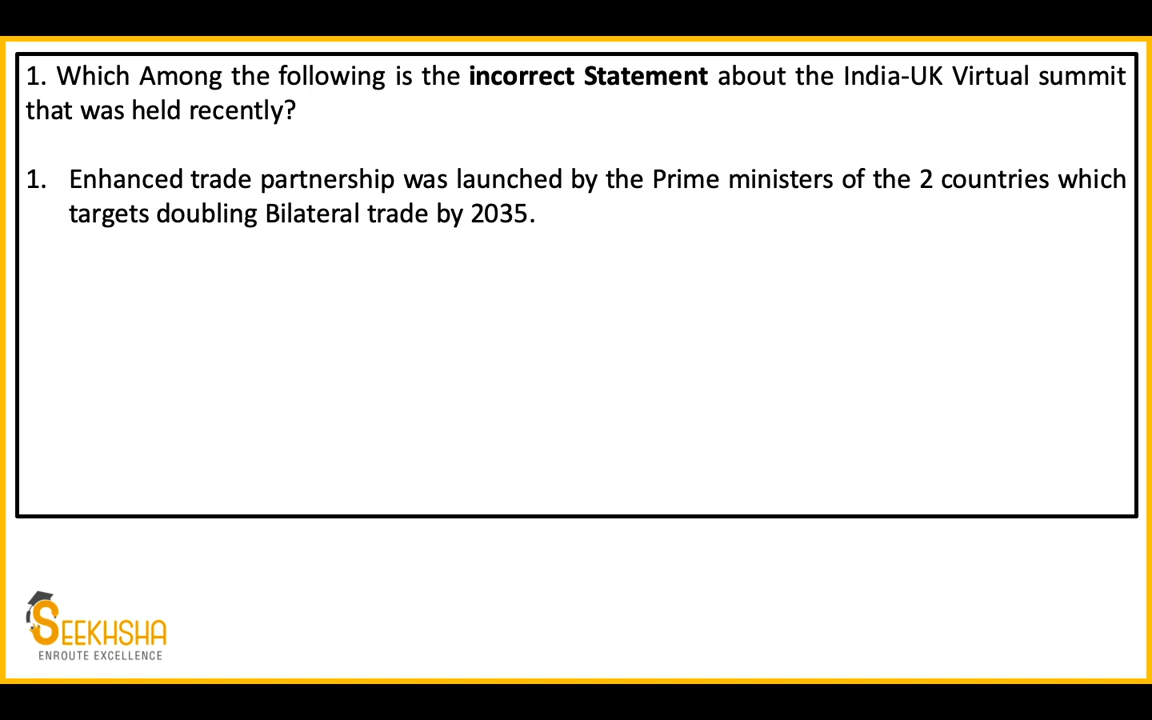 1. Which Among the following is the incorrect Statement about the India-UK Virtual summit
that was held recently?
1. Enhanced trade partnership was launched by the Prime ministers of the 2 countries which
targets doubling Bilateral trade by 2035.
SEEKHSHA
ENROUTE EXCELLENCE